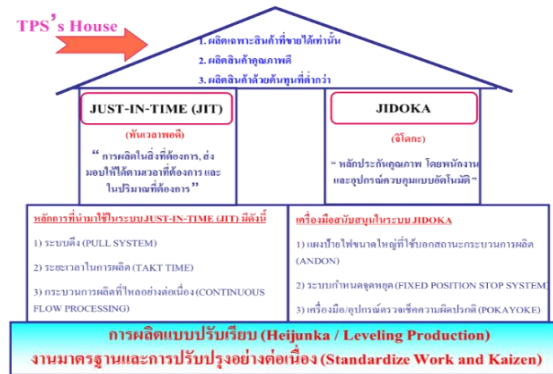 TPS's House
1. ผลิตเฉพาะสินค้าที่ขายได้เท่านั้น
2. ผลิตสินค้าคุณภาพดี
3. ผลิตสินค้าด้วยต้นทุนที่ต่ำกว่า
JUST-IN-TIME (JIT)
(ทันเวลาพอดี)
“ การผลิตในสิ่งที่ต้องการ, ส่ง
มอบให้ได้ตามเวลาที่ต้องการ และ
ในปริมาณที่ต้องการ”
JIDOKA
(จิโดกะ)
“ หลักประกันคุณภาพ โดยพนักงาน
และอุปกรณ์ควบคุมแบบอัตโนมัติ ”
หลักการที่นำมาใช้ในระบบJUST-IN-TIME (JIT) มีดังนี้
1) ระบบดึง (PULL SYSTEM)
2) ระยะเวลาในการผลิต (TAKT TIME)
3) กระบวนการผลิตที่ไหลอย่างต่อเนื่อง (CONTINUOUS
FLOW PROCESSING)
เครื่องมือสนับสนุนในระบบ JIDOKA
1) แผงป้ายไฟขนาดใหญ่ที่ใช้บอกสถานะกระบวนการผลิต
(ANDON)
2) ระบบกำหนดจุดหยุด (FIXED POSITION STOP SYSTEM)
3) เครื่องมือ/อุปกรณ์ตรวจเช็คความผิดปกติ (POKAYOKE)
การผลิตแบบปรับเรียบ (Heijunka / Leveling Production)
งานมาตรฐานและการปรับปรุงอย่างต่อเนื่อง (Standardize Work and Kaizen)